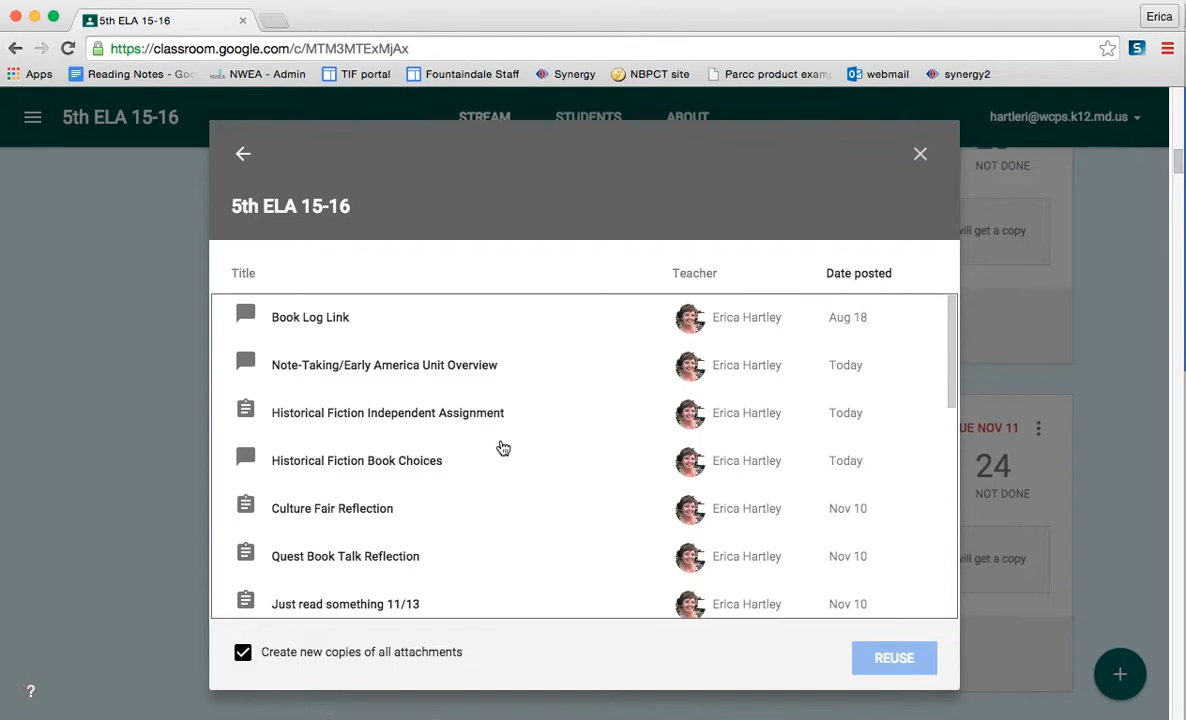 5th ELA 15-16
Erica
https://classroom.google.com/c/MTM3MTExMjAx
Apps Reading Notes - Goo NWEA - Admin TIF portal Fountaindale Staff Synergy NBPCT site Parcc product exam webmail synergy2
5th ELA 15-16 STREAM STUDENTS ABOUT hartleri@wcps.k12.md.us
NOT DONE
5th ELA 15-16
will get a copy
Title Teacher Date posted
Book Log Link Erica Hartley Aug 18
Note-Taking/Early America Unit Overview Erica Hartley Today
Historical Fiction Independent Assignment Erica Hartley Today
UE NOV 11
24
NOT DONE
Historical Fiction Book Choices Erica Hartley Today
Culture Fair Reflection Erica Hartley Nov 10
Quest Book Talk Reflection Erica Hartley Nov 10
will get a copy
Just read something 11/13 Erica Hartley Nov 10
Create new copies of all attachments REUSE
?